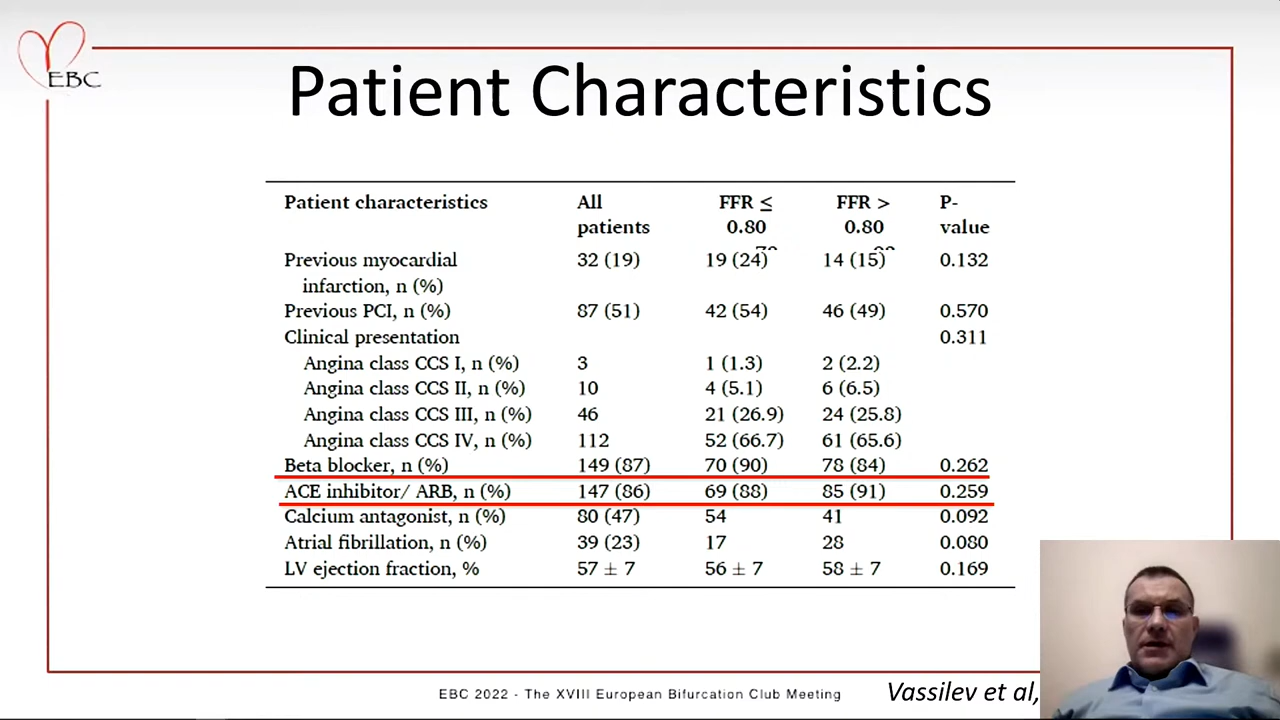 EBC
Patient Characteristics
Patient characteristics All patients FFR ≤ 0.80 FFR > 0.80 P-value
Previous myocardial infarction, n (%) 32 (19) 19 (24) 14 (15) 0.132
Previous PCI, n (%) 87 (51) 42 (54) 46 (49) 0.570
Clinical presentation 0.311
Angina class CCS I, n (%) 3 1 (1.3) 2 (2.2)
Angina class CCS II, n (%) 10 4 (5.1) 6 (6.5)
Angina class CCS III, n (%) 46 21 (26.9) 24 (25.8)
Angina class CCS IV, n (%) 112 52 (66.7) 61 (65.6)
Beta blocker, n (%) 149 (87) 70 (90) 78 (84) 0.262
ACE inhibitor/ ARB, n (%) 147 (86) 69 (88) 85 (91) 0.259
Calcium antagonist, n (%) 80 (47) 54 41 0.092
Atrial fibrillation, n (%) 39 (23) 17 28 0.080
LV ejection fraction, % 57 ± 7 56 ± 7 58 ± 7 0.169
EBC 2022 - The XVIII European Bifurcation Club Meeting
Vassilev et al,